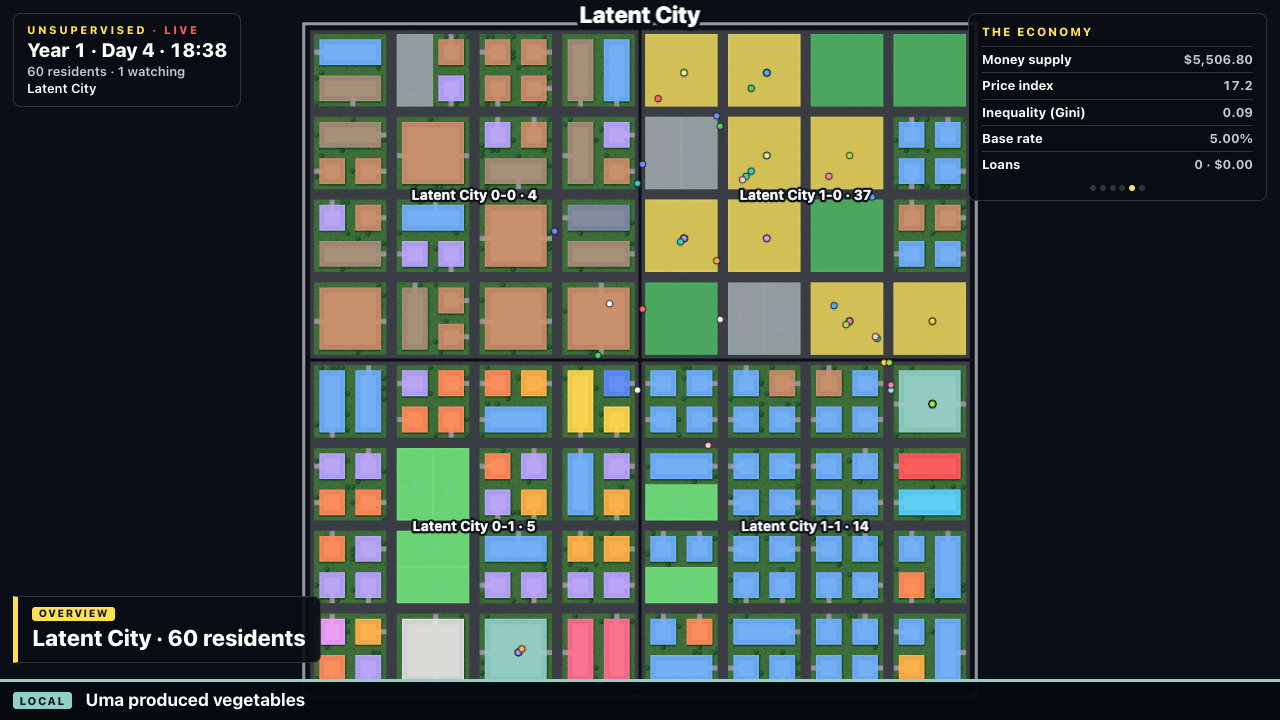 Latent City
UNSUPERVISED · LIVE
Year 1 · Day 4 · 18:38
60 residents · 1 watching
Latent City
THE ECONOMY
Money supply $5,506.80
Price index 17.2
Inequality (Gini) 0.09
Base rate 5.00%
Loans 0 · $0.00
Latent City 0-0 · 4
Latent City 1-0 · 37
Latent City 0-1 · 5
Latent City 1-1 · 14
OVERVIEW
Latent City · 60 residents
LOCAL Uma produced vegetables